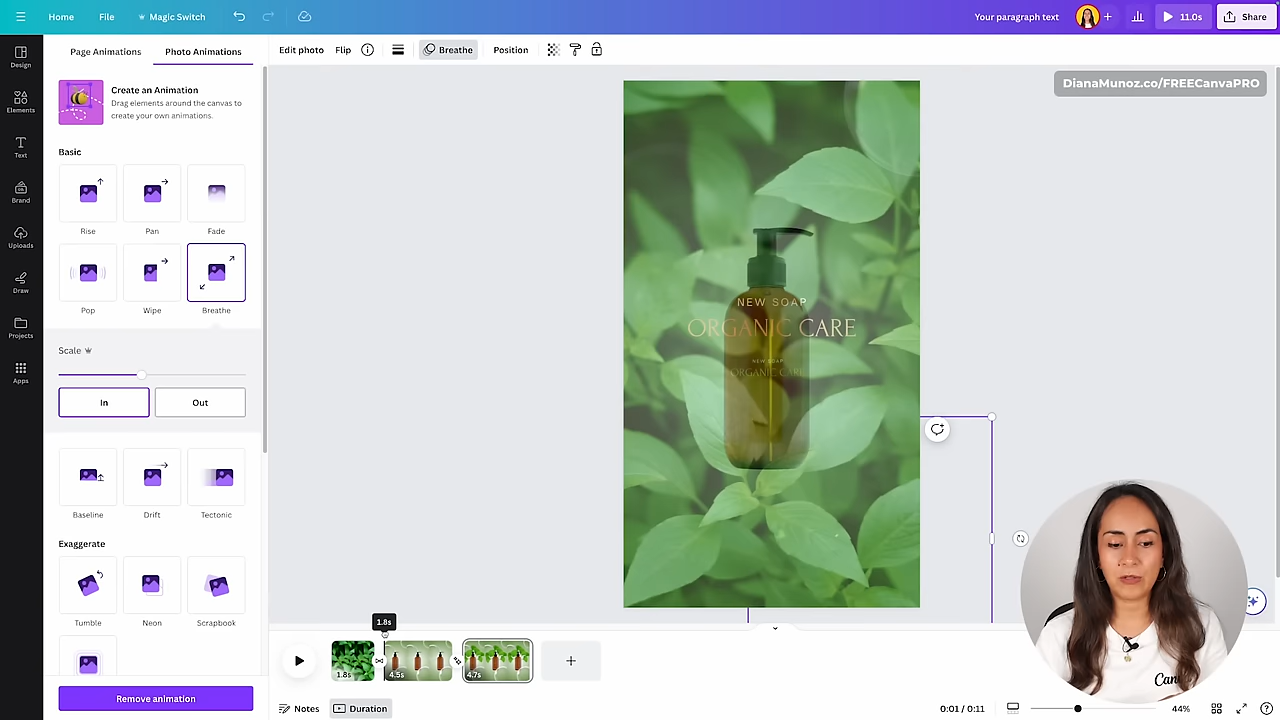 Home
File
Magic Switch
Your paragraph text
11.0s
Share
Design
Elements
Text
Brand
Uploads
Draw
Projects
Apps
Page Animations
Photo Animations
Create an Animation
Drag elements around the canvas to
create your own animations.
Basic
Rise
Pan
Fade
Pop
Wipe
Breathe
Scale
In
Out
Baseline
Drift
Tectonic
Exaggerate
Tumble
Neon
Scrapbook
Remove animation
Edit photo
Flip
Breathe
Position
DianaMunoz.co/FREECanvaPRO
NEW SOAP
ORGANIC CARE
NEW SOAP
ORGANIC CARE
1.8s
1.8s
4.5s
4.7s
Notes
Duration
0:01 / 0:11
44%